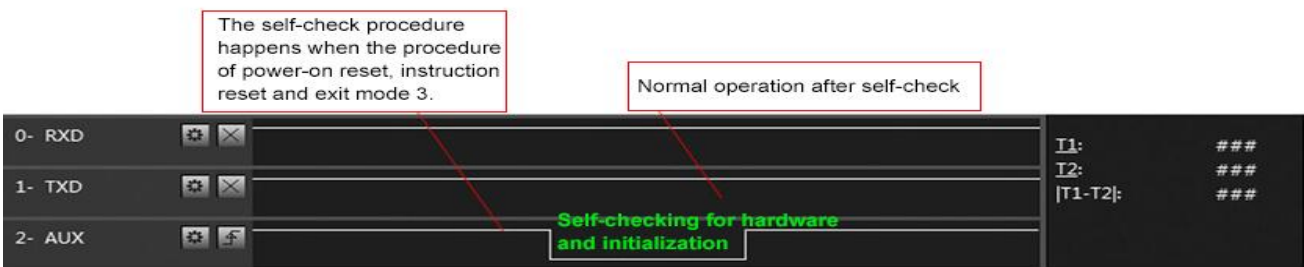 The self-check procedure
happens when the procedure
of power-on reset, instruction
reset and exit mode 3.
Normal operation after self-check
0- RXD
T1: ###
T2: ###
1- TXD
|T1-T2|: ###
Self-checking for hardware
and initialization
2- AUX